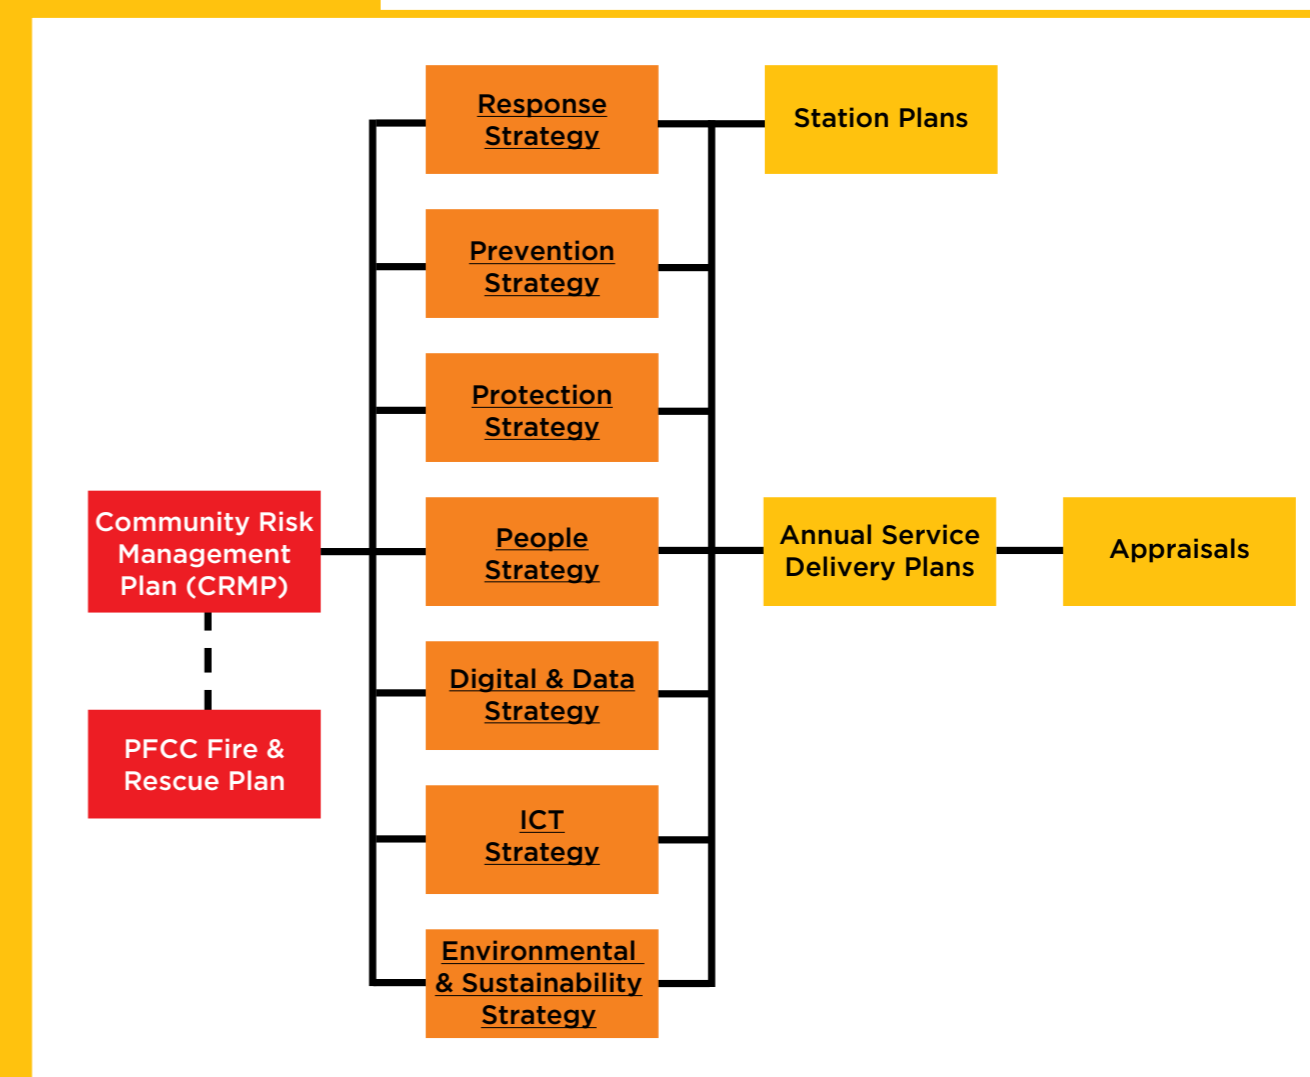 Response
Strategy
Station Plans
Prevention
Strategy
Protection
Strategy
Community Risk
Management
Plan (CRMP)
People
Strategy
Annual Service
Delivery Plans
Appraisals
Digital & Data
Strategy
PFCC Fire &
Rescue Plan
ICT
Strategy
Environmental
& Sustainability
Strategy